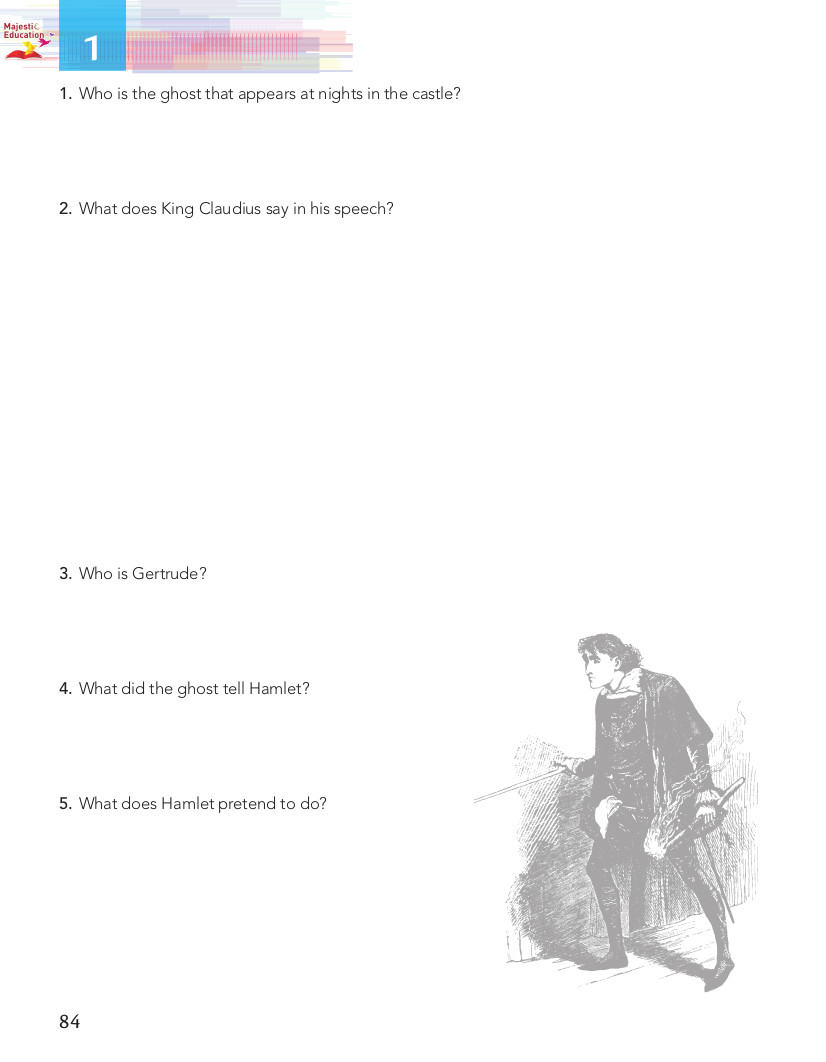 Majestic
Education
1
1. Who is the ghost that appears at nights in the castle?
2. What does King Claudius say in his speech?
3. Who is Gertrude?
4. What did the ghost tell Hamlet?
5. What does Hamlet pretend to do?
84